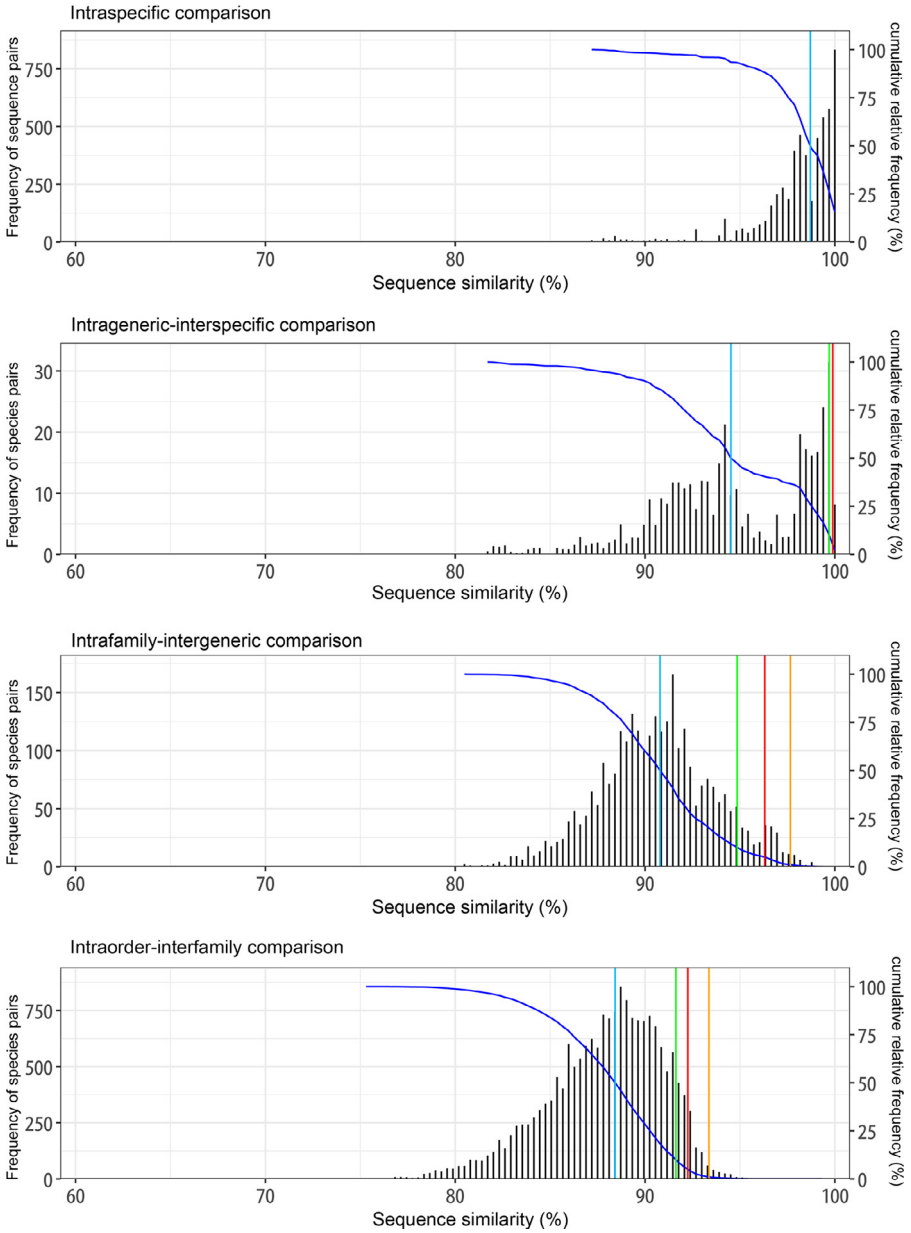 Intraspecific comparison
Frequency of sequence pairs
750
500
250
0
100
75
50
25
0
cumulative relative frequency (%)
60 70 80 90 100
Sequence similarity (%)
Intrageneric-interspecific comparison
Frequency of species pairs
30
20
10
0
100
75
50
25
0
cumulative relative frequency (%)
60 70 80 90 100
Sequence similarity (%)
Intrafamily-intergeneric comparison
Frequency of species pairs
150
100
50
0
100
75
50
25
0
cumulative relative frequency (%)
60 70 80 90 100
Sequence similarity (%)
Intraorder-interfamily comparison
Frequency of species pairs
750
500
250
0
100
75
50
25
0
cumulative relative frequency (%)
60 70 80 90 100
Sequence similarity (%)